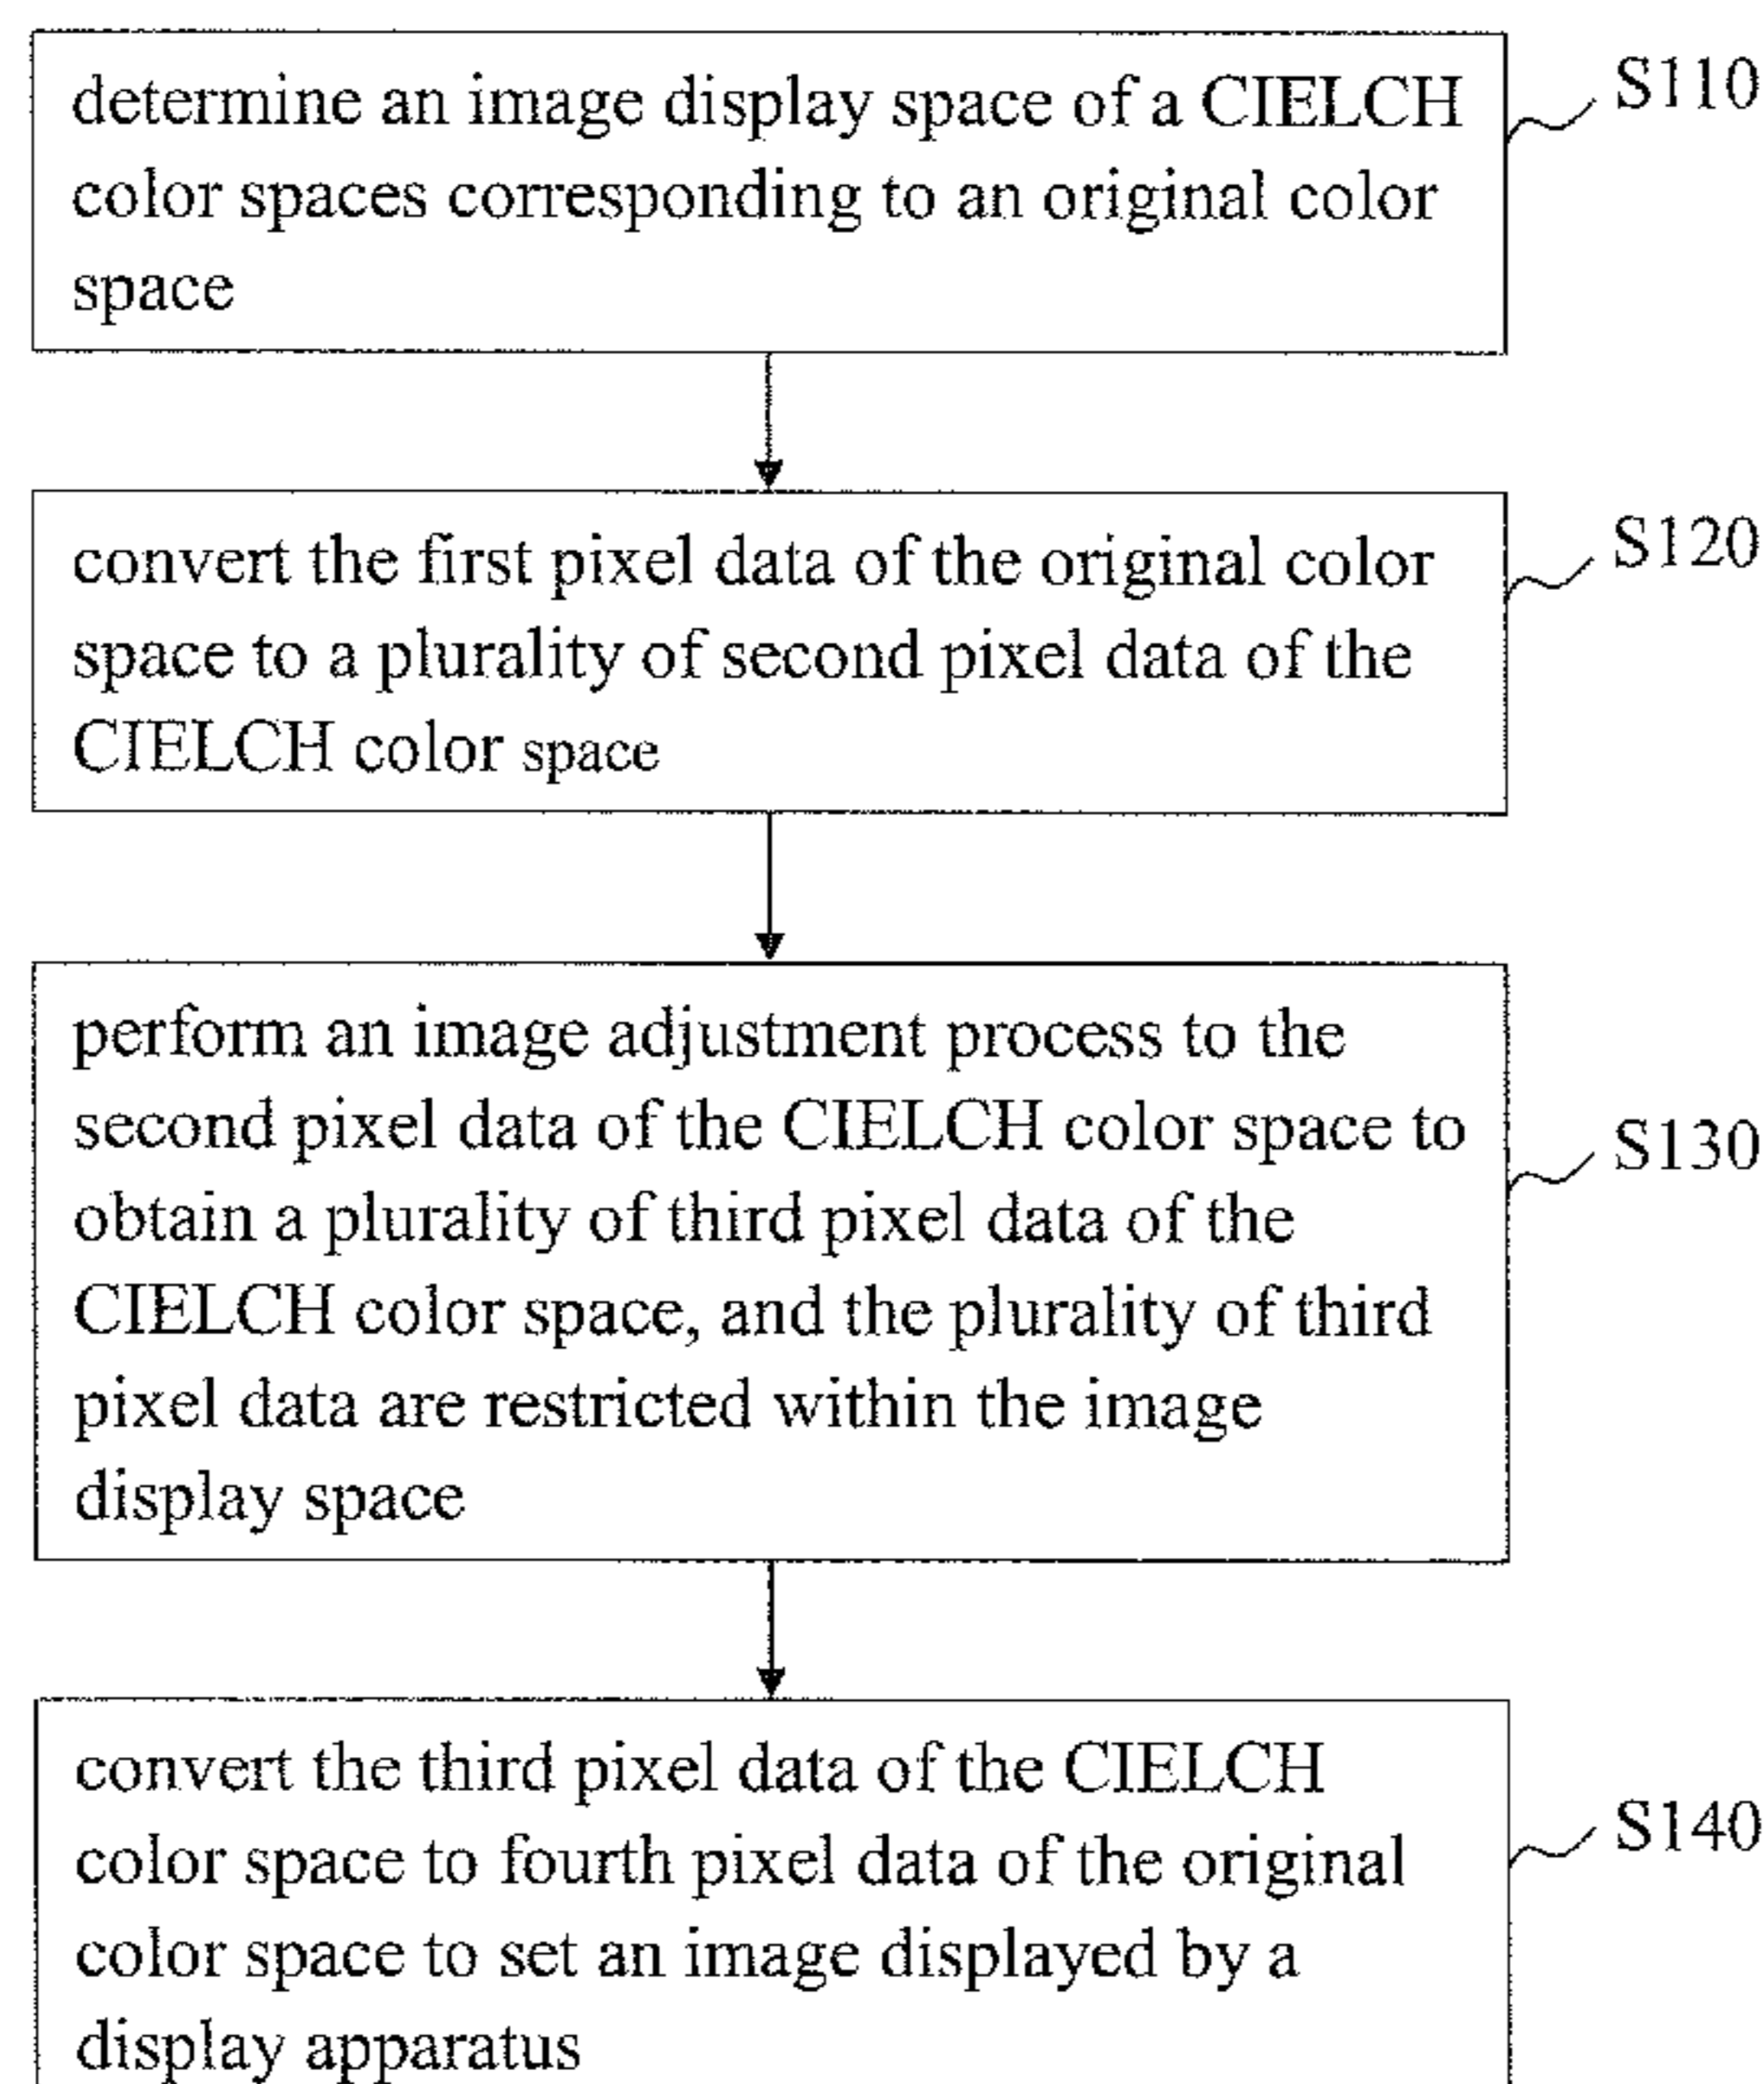 determine an image display space of a CIELCH
color spaces corresponding to an original color
space
S110
convert the first pixel data of the original color
space to a plurality of second pixel data of the
CIELCH color space
S120
perform an image adjustment process to the
second pixel data of the CIELCH color space to
obtain a plurality of third pixel data of the
CIELCH color space, and the plurality of third
pixel data are restricted within the image
display space
S130
convert the third pixel data of the CIELCH
color space to fourth pixel data of the original
color space to set an image displayed by a
display apparatus
S140